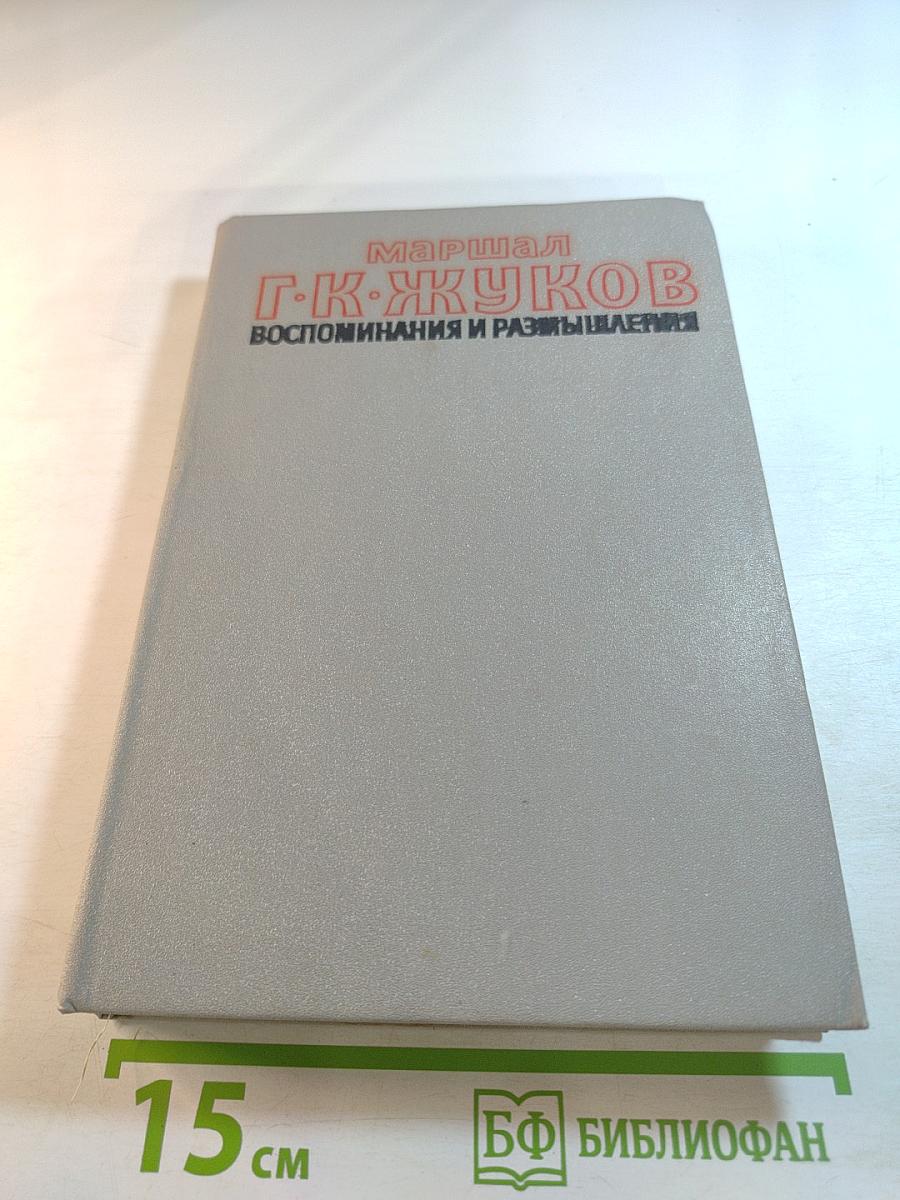 маршал
Г·К·ЖУКОВ
ВОСПОМИНАНИЯ И РАЗМЫШЛЕНИЯ
15 см
БФ БИБЛИОФАН